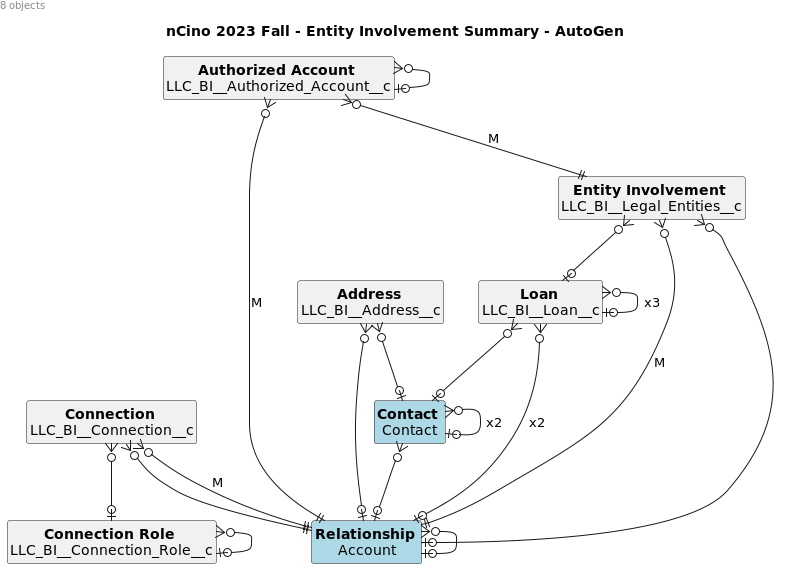 8 objects
nCino 2023 Fall - Entity Involvement Summary - AutoGen
Authorized Account
LLC_BI__Authorized_Account__c
M
Entity Involvement
LLC_BI__Legal_Entities__c
M
Address
LLC_BI__Address__c
Loan
LLC_BI__Loan__c
x3
M
Connection
LLC_BI__Connection__c
Contact
Contact
x2
x2
M
Connection Role
LLC_BI__Connection_Role__c
Relationship
Account